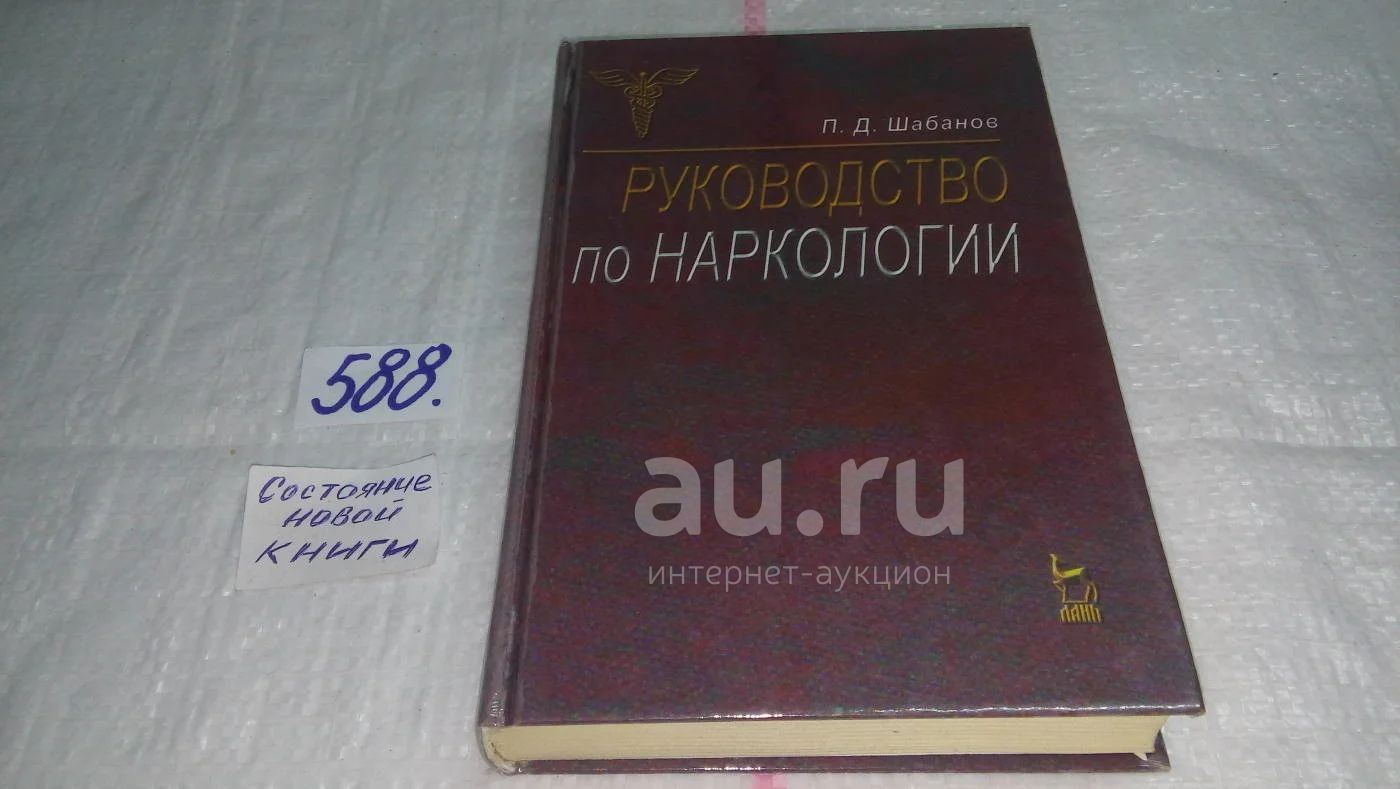 П. Д. Шабанов
РУКОВОДСТВО
ПО НАРКОЛОГИИ
588.
Состояние
новой
книги
au.ru
интернет-аукцион
ЛАНЬ